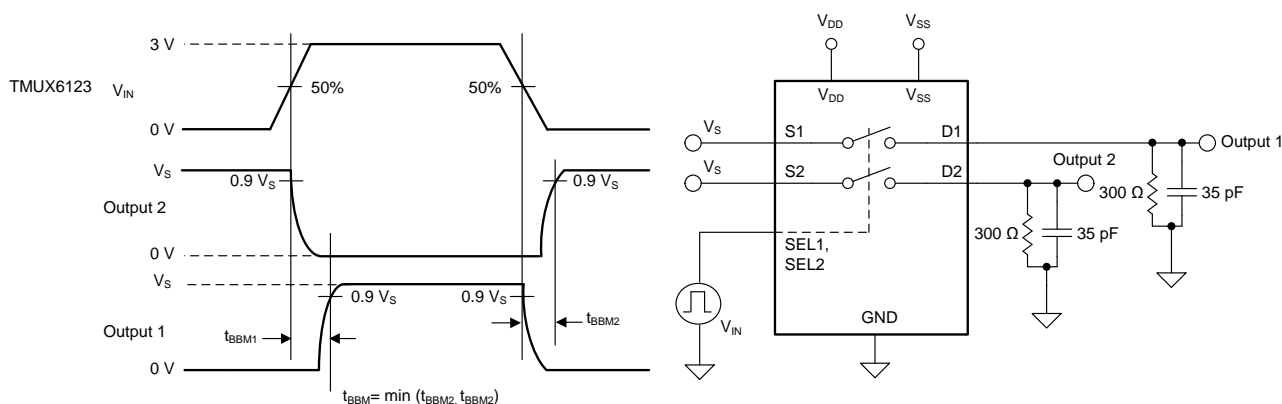 3 V
TMUX6123 VIN
50%
50%
0 V
VS
0.9 VS
0.9 VS
Output 2
0 V
VS
0.9 VS
0.9 VS
Output 1
tBBM1
tBBM2
0 V
tBBM= min (tBBM2, tBBM2)
VDD
VSS
VDD
VSS
VS
S1
D1
Output 1
VS
S2
D2
Output 2
300 Ω
35 pF
300 Ω
35 pF
SEL1,
SEL2
VIN
GND